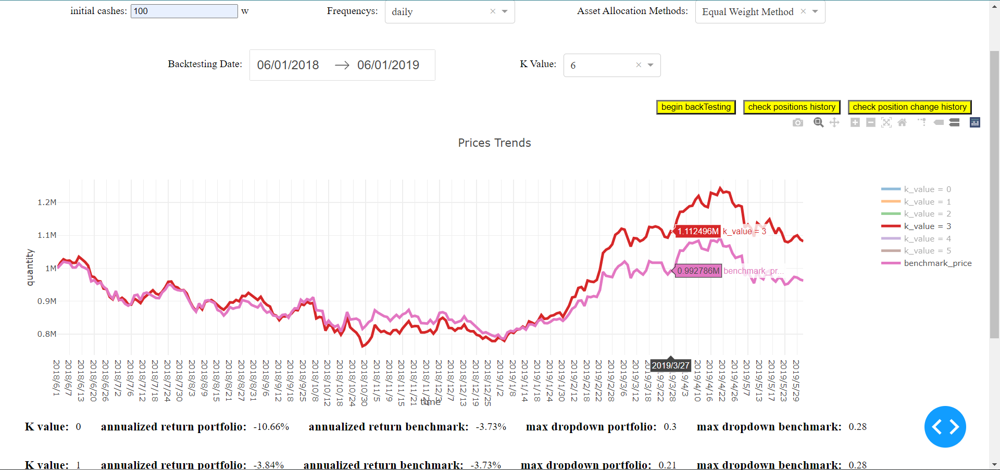 initial cashes: 100 w Frequencys: daily × Asset Allocation Methods: Equal Weight Method ×
Backtesting Date: 06/01/2018 → 06/01/2019 K Value: 6 ×
begin backTesting check positions history check position change history
Prices Trends
quantity
1.2M
1.1M
1M
0.9M
0.8M
1.112496M k_value = 3
0.992786M benchmark_pr...
k_value = 0
k_value = 1
k_value = 2
k_value = 3
k_value = 4
k_value = 5
benchmark_price
2018/6/1
2018/6/7
2018/6/13
2018/6/20
2018/6/26
2018/7/2
2018/7/6
2018/7/12
2018/7/18
2018/7/24
2018/7/30
2018/8/3
2018/8/9
2018/8/15
2018/8/21
2018/8/27
2018/8/31
2018/9/6
2018/9/12
2018/9/18
2018/9/25
2018/10/8
2018/10/12
2018/10/18
2018/10/24
2018/10/30
2018/11/5
2018/11/9
2018/11/15
2018/11/21
2018/11/27
2018/12/3
2018/12/7
2018/12/13
2018/12/19
2018/12/25
2019/1/2
2019/1/8
2019/1/14
2019/1/18
2019/1/24
2019/1/30
2019/2/12
2019/2/18
2019/2/22
2019/2/28
2019/3/6
2019/3/12
2019/3/18
2019/3/22
2019/3/27
9/3/28
9/4/3
2019/4/10
2019/4/16
2019/4/22
2019/4/26
2019/5/7
2019/5/13
2019/5/17
2019/5/23
2019/5/29
time
K value: 0 annualized return portfolio: -10.66% annualized return benchmark: -3.73% max dropdown portfolio: 0.3 max dropdown benchmark: 0.28
K value: 1 annualized return portfolio: -3.84% annualized return benchmark: -3.73% max dropdown portfolio: 0.21 max dropdown benchmark: 0.28